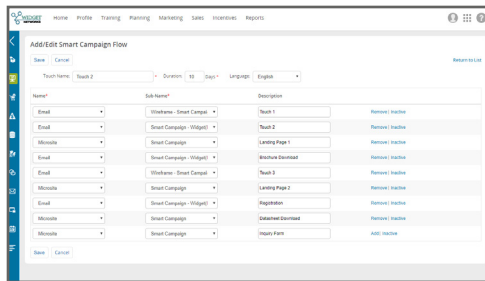 WIDGET NETWORKS Home Profile Training Planning Marketing Sales Incentives Reports
Add/Edit Smart Campaign Flow
Save Cancel Return to List
Touch Name: Touch 2 * Duration: 10 Days * Language: English
Name* Sub-Name* Description
Email Wireframe - Smart Campai Touch 1 Remove | Inactive
Email Smart Campaign - Widget(I Touch 2 Remove | Inactive
Microsite Smart Campaign Landing Page 1 Remove | Inactive
Email Smart Campaign - Widget(I Brochure Download Remove | Inactive
Email Wireframe - Smart Campai Touch 3 Remove | Inactive
Microsite Smart Campaign Landing Page 2 Remove | Inactive
Email Smart Campaign - Widget(I Registration Remove | Inactive
Microsite Smart Campaign Datasheet Download Remove | Inactive
Microsite Smart Campaign Inquiry Form Add | Inactive
Save Cancel